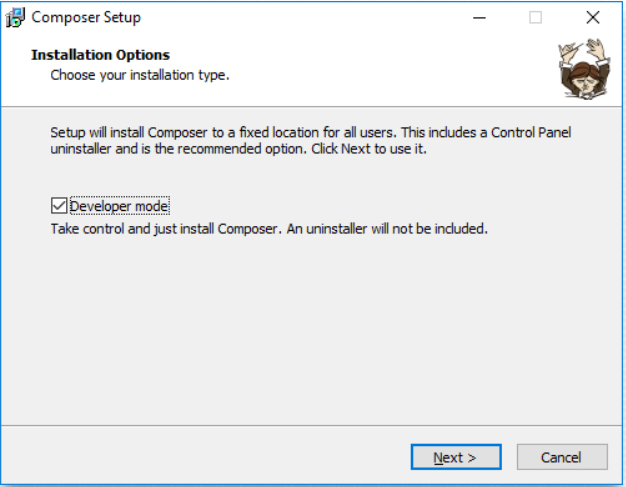 Composer Setup
Installation Options
Choose your installation type.
Setup will install Composer to a fixed location for all users. This includes a Control Panel
uninstaller and is the recommended option. Click Next to use it.
Developer mode
Take control and just install Composer. An uninstaller will not be included.
Next >
Cancel